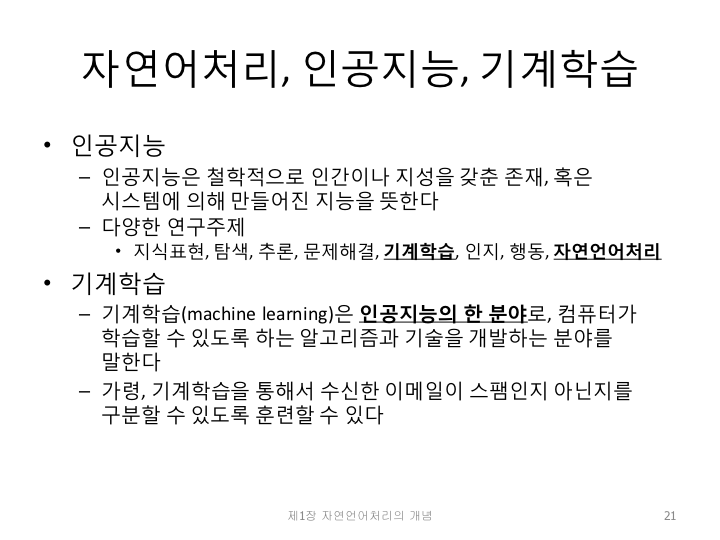 자연어처리, 인공지능, 기계학습
• 인공지능
– 인공지능은 철학적으로 인간이나 지성을 갖춘 존재, 혹은
시스템에 의해 만들어진 지능을 뜻한다
– 다양한 연구주제
• 지식표현, 탐색, 추론, 문제해결, 기계학습, 인지, 행동, 자연언어처리
• 기계학습
– 기계학습(machine learning)은 인공지능의 한 분야로, 컴퓨터가
학습할 수 있도록 하는 알고리즘과 기술을 개발하는 분야를
말한다
– 가령, 기계학습을 통해서 수신한 이메일이 스팸인지 아닌지를
구분할 수 있도록 훈련할 수 있다
제1장 자연언어처리의 개념
21